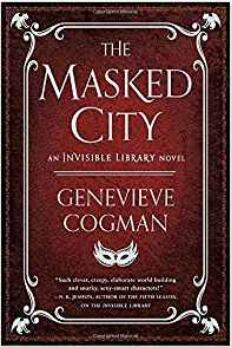 THE
MASKED
CITY
AN INVISIBLE LIBRARY NOVEL
GENEVIEVE
COGMAN
"Such clever, creepy, elaborate world building
and snarky, sexy-smart characters!"
—N. K. JEMISIN, AUTHOR OF THE FIFTH SEASON,
ON THE INVISIBLE LIBRARY